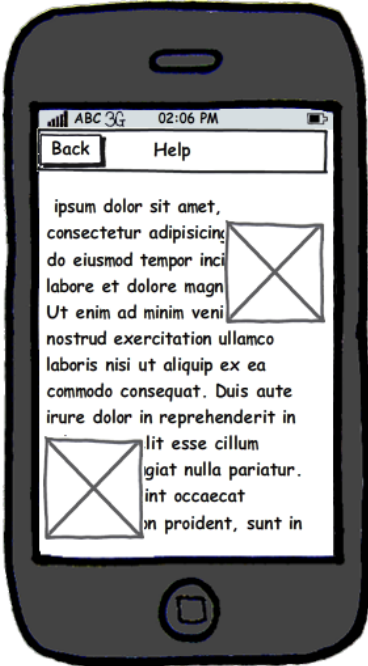 ABC 3G 02:06 PM
Back Help
ipsum dolor sit amet,
consectetur adipisicing
do eiusmod tempor inci
labore et dolore magn
Ut enim ad minim veni
nostrud exercitation ullamco
laboris nisi ut aliquip ex ea
commodo consequat. Duis aute
irure dolor in reprehenderit in
lit esse cillum
giat nulla pariatur.
int occaecat
n proident, sunt in